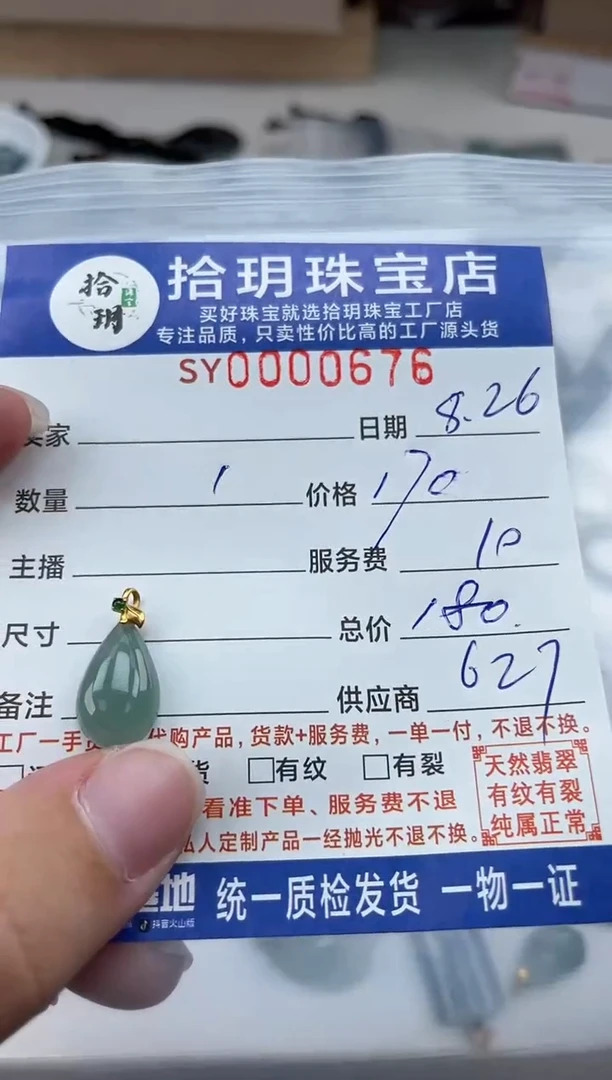 拾玥
拾玥珠宝店
买好珠宝就选拾玥珠宝工厂店
专注品质，只卖性价比高的工厂源头货
SY0000676
卖家 日期 8.26
数量 1 价格 170
主播 服务费 10
尺寸 总价 180
备注 供应商 627
工厂一手货 代购产品，货款+服务费，一单一付，不退不换。
货 □有纹 □有裂
看准下单、服务费不退
私人定制产品一经抛光不退不换。
天然翡翠
有纹有裂
纯属正常
基地 统一质检发货 一物一证
抖音火山版